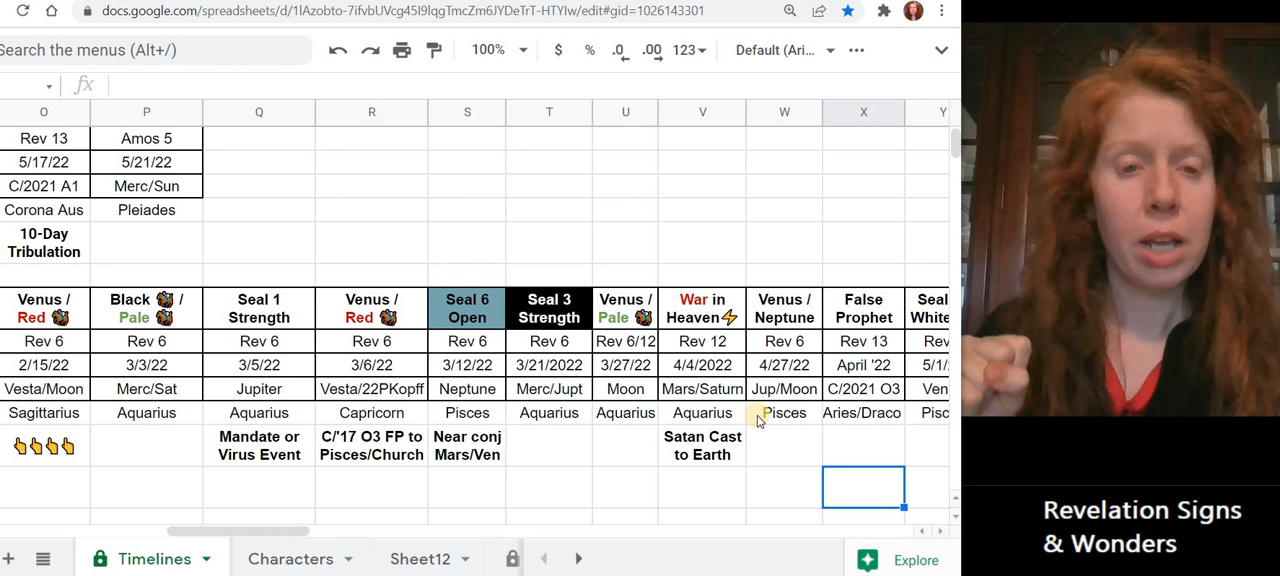 docs.google.com/spreadsheets/d/1lAzobto-7ifvbUVcg45I9lqgTmcZm6JYDeTrT-HTYIw/edit#gid=1026143301
Search the menus (Alt+/)
100%
$
%
.0
.00
123
Default (Ari...
fx
O P Q R S T U V W X Y
Rev 13 Amos 5
5/17/22 5/21/22
C/2021 A1 Merc/Sun
Corona Aus Pleiades
10-Day
Tribulation
Venus / Black / Seal 1 Venus / Seal 6 Seal 3 Venus / War in Venus / False Seal
Red Pale Strength Red Open Strength Pale Heaven Neptune Prophet White
Rev 6 Rev 6 Rev 6 Rev 6 Rev 6 Rev 6 Rev 6/12 Rev 12 Rev 6 Rev 13 Rev
2/15/22 3/3/22 3/5/22 3/6/22 3/12/22 3/21/2022 3/27/22 4/4/2022 4/27/22 April '22 5/1/
Vesta/Moon Merc/Sat Jupiter Vesta/22PKopff Neptune Merc/Jupt Moon Mars/Saturn Jup/Moon C/2021 O3 Ven
Sagittarius Aquarius Aquarius Capricorn Pisces Aquarius Aquarius Aquarius Pisces Aries/Draco Pisc
Mandate or C/'17 O3 FP to Near conj Satan Cast
Virus Event Pisces/Church Mars/Ven to Earth
Timelines
Characters
Sheet12
Explore
Revelation Signs
& Wonders